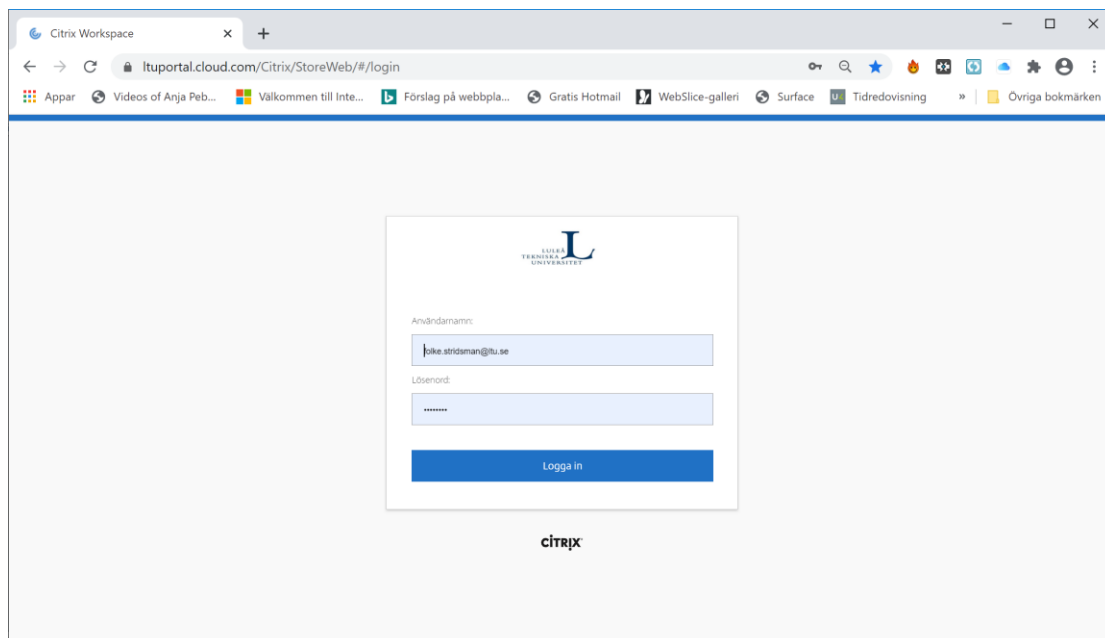 Citrix Workspace
ltuportal.cloud.com/Citrix/StoreWeb/#/login
Appar Videos of Anja Peb... Välkommen till Inte... Förslag på webbpla... Gratis Hotmail WebSlice-galleri Surface Tidredovisning » Övriga bokmärken
LULEÅ
TEKNISKA L
UNIVERSITET
Användarnamn:
folke.stridsman@ltu.se
Lösenord:
••••••••
Logga in
CİTRIX